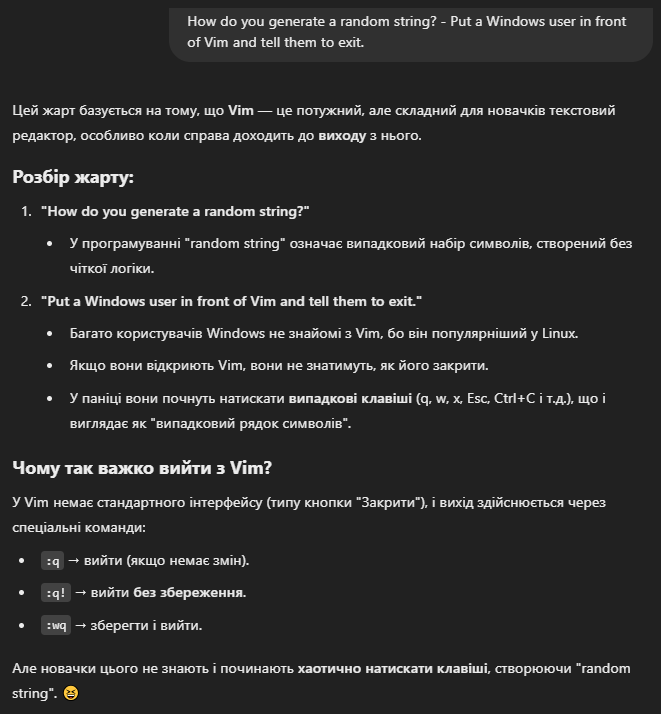 How do you generate a random string? - Put a Windows user in front
of Vim and tell them to exit.
Цей жарт базується на тому, що Vim — це потужний, але складний для новачків текстовий
редактор, особливо коли справа доходить до виходу з нього.
Розбір жарту:
1. "How do you generate a random string?"
• У програмуванні "random string" означає випадковий набір символів, створений без
чіткої логіки.
2. "Put a Windows user in front of Vim and tell them to exit."
• Багато користувачів Windows не знайомі з Vim, бо він популярніший у Linux.
• Якщо вони відкриють Vim, вони не знатимуть, як його закрити.
• У паніці вони почнуть натискати випадкові клавіші (q, w, x, Esc, Ctrl+C і т.д.), що і
виглядає як "випадковий рядок символів".
Чому так важко вийти з Vim?
У Vim немає стандартного інтерфейсу (типу кнопки "Закрити"), і вихід здійснюється через
спеціальні команди:
• :q → вийти (якщо немає змін).
• :q! → вийти без збереження.
• :wq → зберегти і вийти.
Але новачки цього не знають і починають хаотично натискати клавіші, створюючи "random
string". 😆